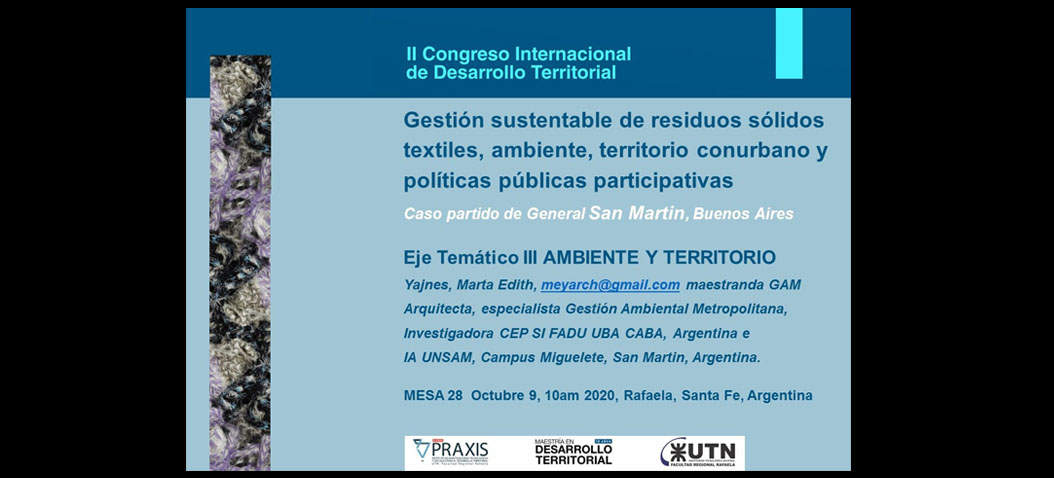 II Congreso Internacional
de Desarrollo Territorial
Gestión sustentable de residuos sólidos
textiles, ambiente, territorio conurbano y
políticas públicas participativas
Caso partido de General San Martin, Buenos Aires
Eje Temático III AMBIENTE Y TERRITORIO
Yajnes, Marta Edith, meyarch@gmail.com maestranda GAM
Arquitecta, especialista Gestión Ambiental Metropolitana,
Investigadora CEP SI FADU UBA CABA, Argentina e
IA UNSAM, Campus Miguelete, San Martin, Argentina.
MESA 28 Octubre 9, 10am 2020, Rafaela, Santa Fe, Argentina
PRAXIS
MAESTRÍA EN
DESARROLLO
TERRITORIAL
UTN
FACULTAD REGIONAL RAFAELA